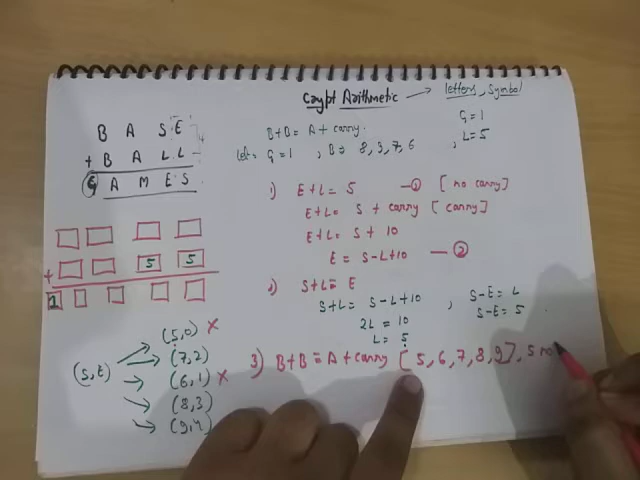 Crypt Arithmetic → letters, Symbol
B A S E
+ B A L L
G A M E S
B+B = A + carry.
let = G = 1 , B = 8, 9, 7, 6
G = 1
L = 5
1) E+L = S —① [no carry]
E+L = S + carry [carry]
E+L = S + 10
E = S-L+10 —②
2) S+L = E
S+L = S-L+10
2L = 10
L = 5
S-E = L
S-E = 5
5 5
+
1
(S,E)
(5,0) ×
(7,2)
(6,1) ×
(8,3)
(9,4)
3) B+B = A + carry [5,6,7,8,9], 5 no